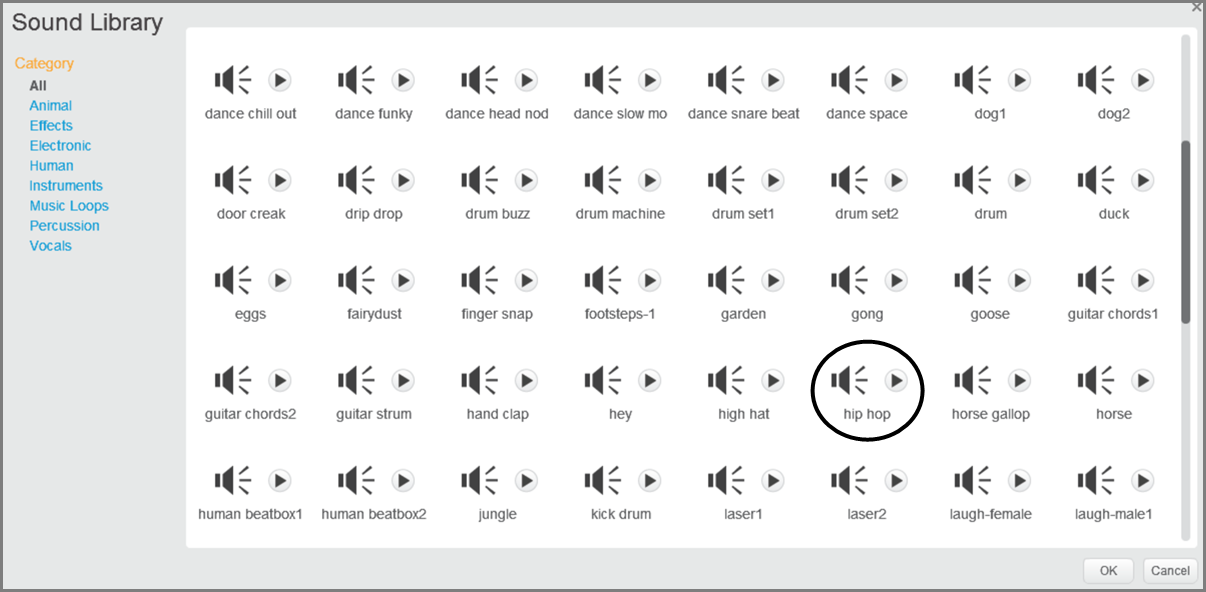 Sound Library
Category
All
Animal
Effects
Electronic
Human
Instruments
Music Loops
Percussion
Vocals
dance chill out dance funky dance head nod dance slow mo dance snare beat dance space dog1 dog2
door creak drip drop drum buzz drum machine drum set1 drum set2 drum duck
eggs fairydust finger snap footsteps-1 garden gong goose guitar chords1
guitar chords2 guitar strum hand clap hey high hat hip hop horse gallop horse
human beatbox1 human beatbox2 jungle kick drum laser1 laser2 laugh-female laugh-male1
OK Cancel